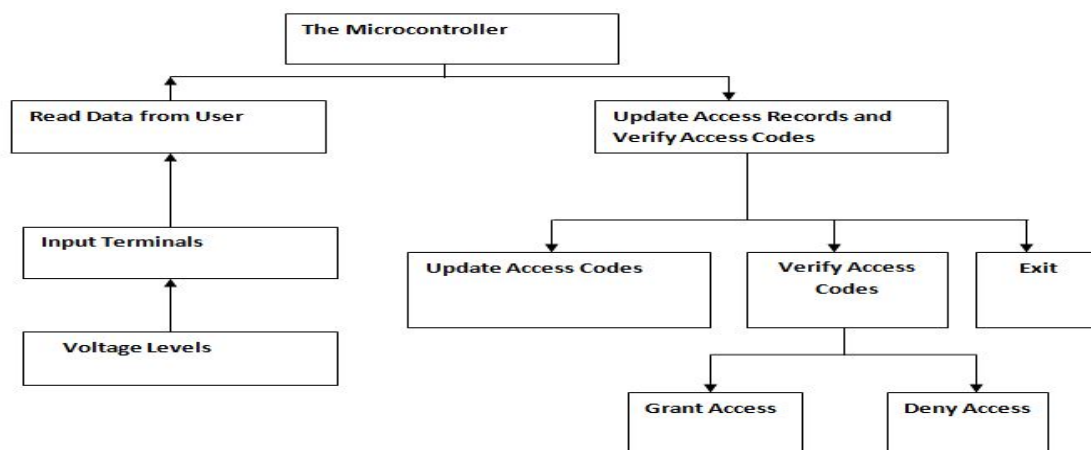 The Microcontroller
Read Data from User
Update Access Records and
Verify Access Codes
Input Terminals
Update Access Codes
Verify Access
Codes
Exit
Voltage Levels
Grant Access
Deny Access